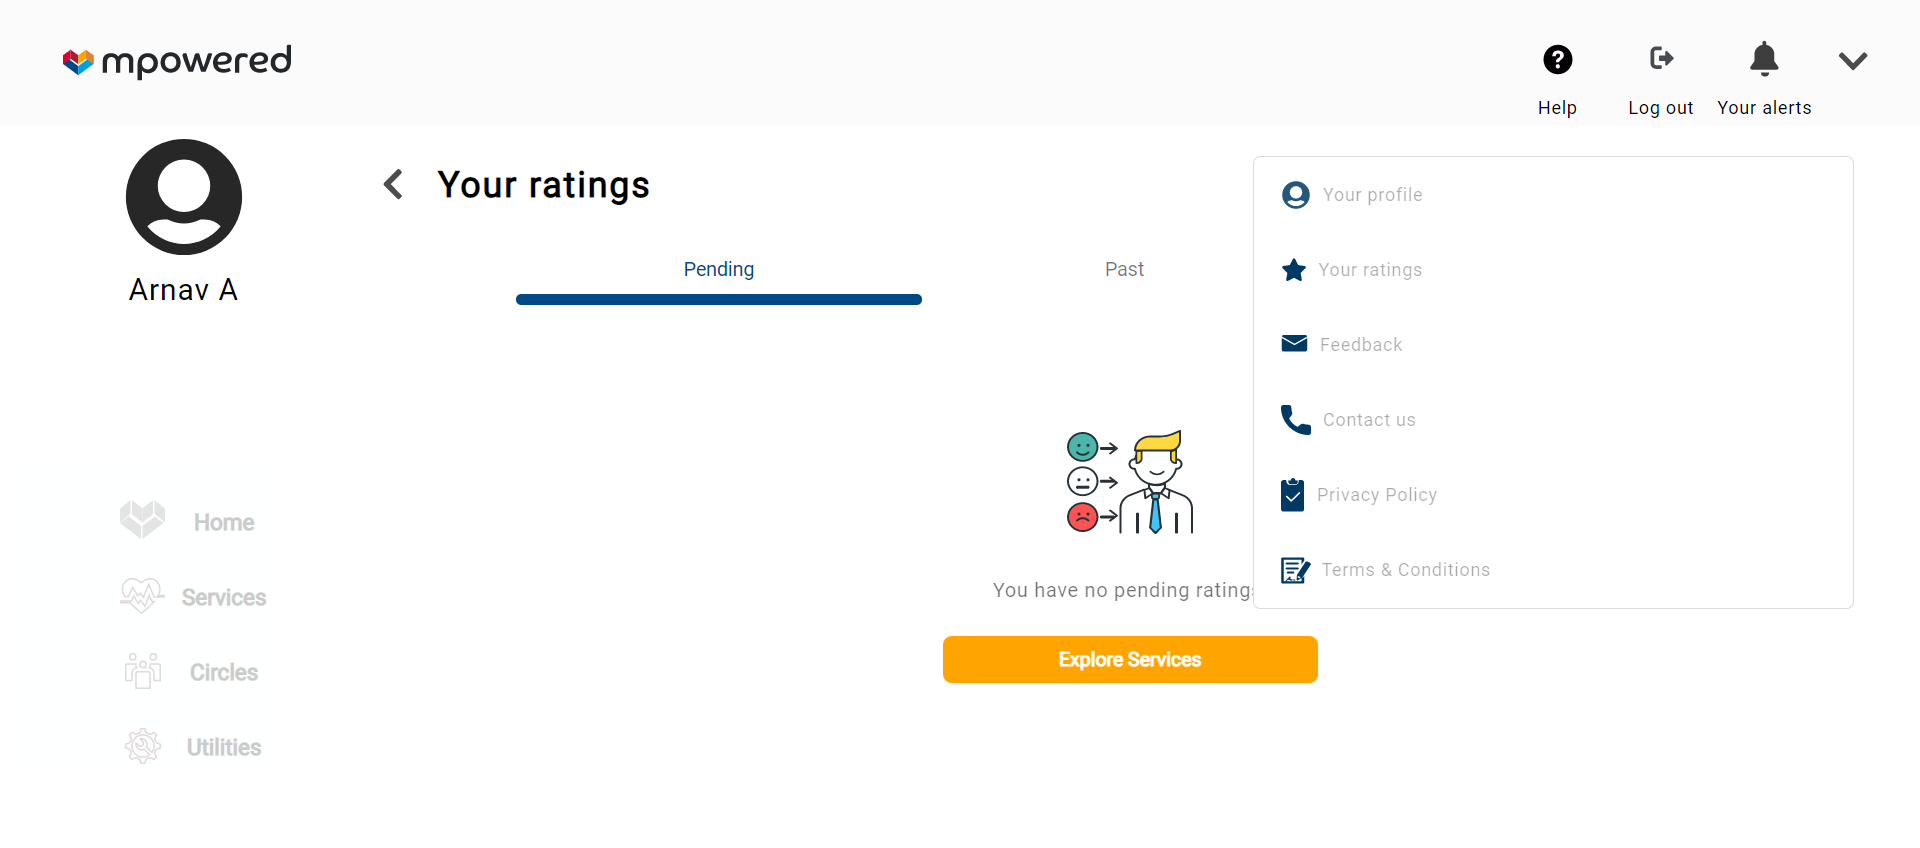 mpowered
Help
Log out
Your alerts
Arnav A
Your ratings
Pending
Past
Your profile
Your ratings
Feedback
Contact us
Privacy Policy
Terms & Conditions
You have no pending ratings
Explore Services
Home
Services
Circles
Utilities